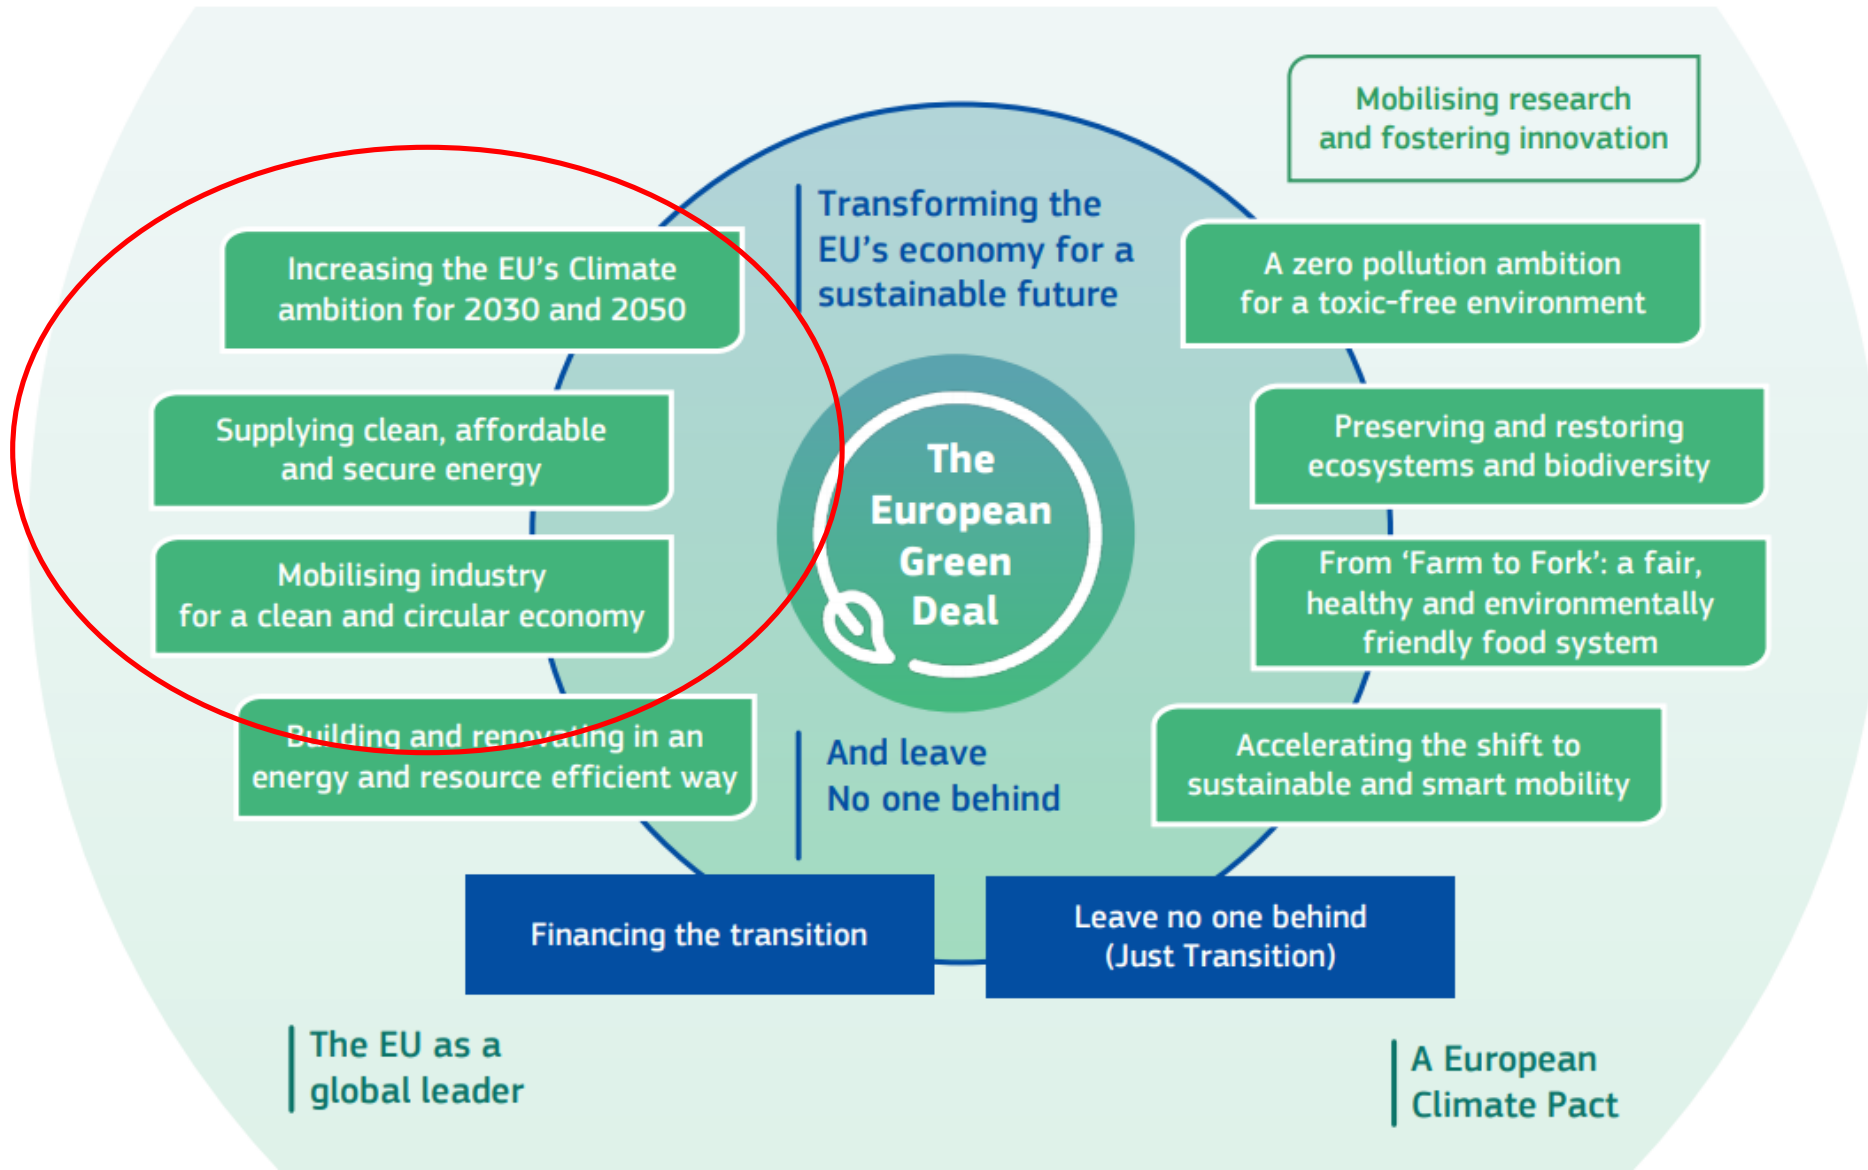 Mobilising research
and fostering innovation
Transforming the
EU's economy for a
sustainable future
Increasing the EU's Climate
ambition for 2030 and 2050
A zero pollution ambition
for a toxic-free environment
Supplying clean, affordable
and secure energy
Preserving and restoring
ecosystems and biodiversity
The
European
Green
Deal
Mobilising industry
for a clean and circular economy
From ‘Farm to Fork’: a fair,
healthy and environmentally
friendly food system
Building and renovating in an
energy and resource efficient way
And leave
No one behind
Accelerating the shift to
sustainable and smart mobility
Financing the transition
Leave no one behind
(Just Transition)
The EU as a
global leader
A European
Climate Pact